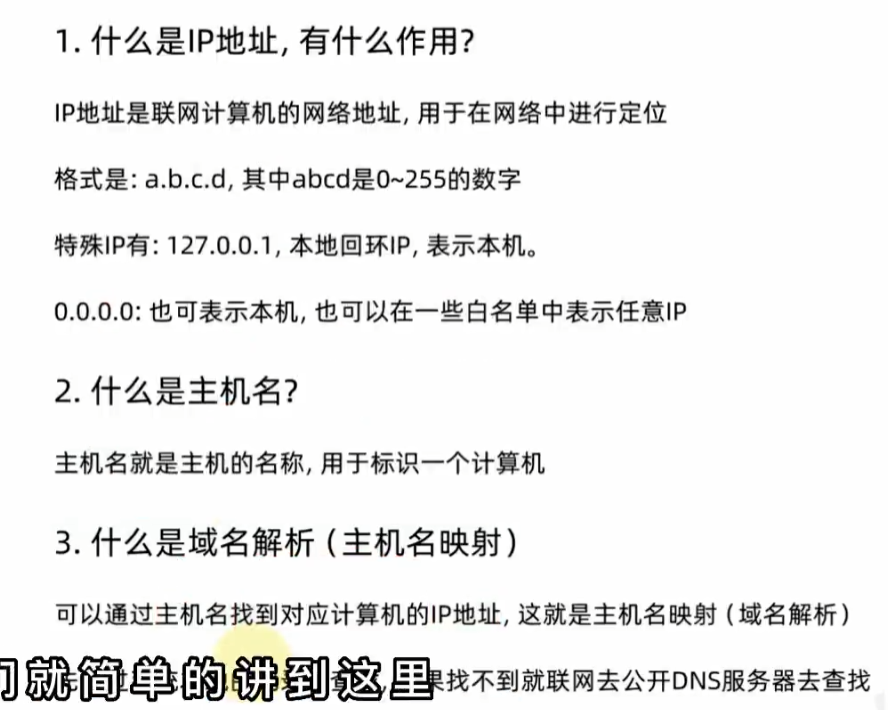 1. 什么是IP地址, 有什么作用?
IP地址是联网计算机的网络地址, 用于在网络中进行定位
格式是: a.b.c.d, 其中abcd是0~255的数字
特殊IP有: 127.0.0.1, 本地回环IP, 表示本机。
0.0.0.0: 也可表示本机, 也可以在一些白名单中表示任意IP
2. 什么是主机名?
主机名就是主机的名称, 用于标识一个计算机
3. 什么是域名解析 (主机名映射)
可以通过主机名找到对应计算机的IP地址, 这就是主机名映射 (域名解析)
果找不到就联网去公开DNS服务器去查找
就简单的讲到这里